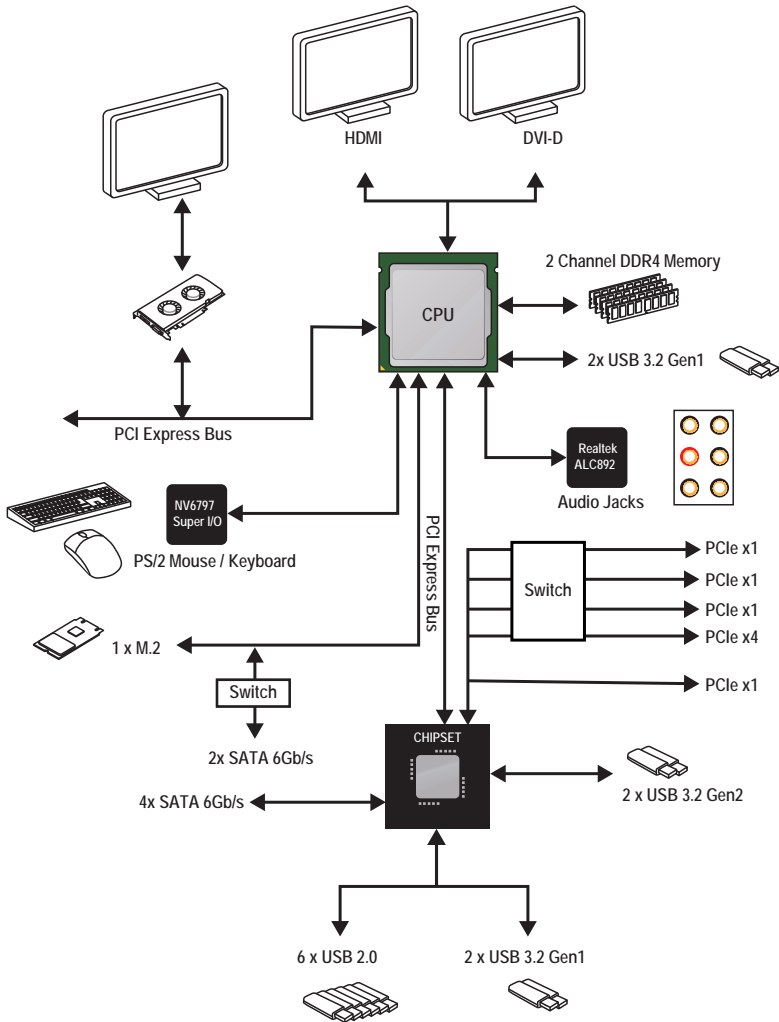 HDMI
DVI-D
2 Channel DDR4 Memory
CPU
2x USB 3.2 Gen1
PCI Express Bus
Realtek
ALC892
Audio Jacks
NV6797
Super I/O
PS/2 Mouse / Keyboard
PCI Express Bus
Switch
PCIe x1
PCIe x1
PCIe x1
PCIe x4
PCIe x1
1 x M.2
Switch
2x SATA 6Gb/s
CHIPSET
4x SATA 6Gb/s
2 x USB 3.2 Gen2
6 x USB 2.0
2 x USB 3.2 Gen1